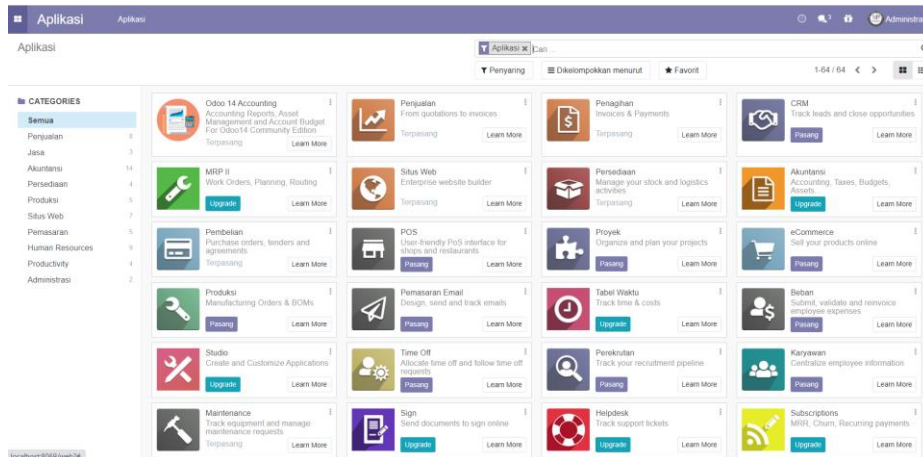 Aplikasi Aplikasi 3 Administra
Aplikasi
Aplikasi x Cari ...
Penyaring Dikelompokkan menurut Favorit 1-64 / 64
CATEGORIES
Semua
Penjualan 8
Jasa 3
Akuntansi 14
Persediaan 4
Produksi 5
Situs Web 7
Pemasaran 5
Human Resources 9
Productivity 4
Administrasi 2
Odoo 14 Accounting
Accounting Reports, Asset
Management and Account Budget
For Odoo14 Community Edition
Terpasang Learn More
Penjualan
From quotations to invoices
Terpasang Learn More
Penagihan
Invoices & Payments
Terpasang Learn More
CRM
Track leads and close opportunities
Pasang Learn More
MRP II
Work Orders, Planning, Routing
Upgrade Learn More
Situs Web
Enterprise website builder
Terpasang Learn More
Persediaan
Manage your stock and logistics
activities
Terpasang Learn More
Akuntansi
Accounting, Taxes, Budgets,
Assets.
Upgrade Learn More
Pembelian
Purchase orders, tenders and
agreements
Terpasang Learn More
POS
User-friendly PoS interface for
shops and restaurants
Pasang Learn More
Proyek
Organize and plan your projects
Pasang Learn More
eCommerce
Sell your products online
Pasang Learn More
Produksi
Manufacturing Orders & BOMs
Pasang Learn More
Pemasaran Email
Design, send and track emails
Pasang Learn More
Tabel Waktu
Track time & costs
Upgrade Learn More
Beban
Submit, validate and reinvoice
employee expenses
Pasang Learn More
Studio
Create and Customize Applications
Upgrade Learn More
Time Off
Allocate time off and follow time off
requests
Pasang Learn More
Perekrutan
Track your recruitment pipeline
Pasang Learn More
Karyawan
Centralize employee information
Pasang Learn More
Maintenance
Track equipment and manage
maintenance requests
Terpasang Learn More
Sign
Send documents to sign online
Upgrade Learn More
Helpdesk
Track support tickets
Upgrade Learn More
Subscriptions
MRR, Churn, Recurring payments
Upgrade Learn More